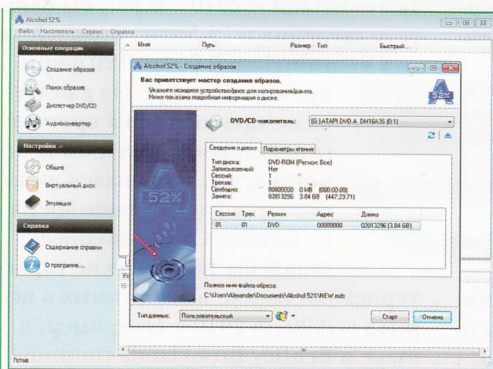 Alcohol 52%
Файл Накопитель Сервис Справка
Основные операции
Создание образов
Поиск образов
Диспетчер DVD/CD
Аудиоконвертер
Настройка
Общие
Виртуальный диск
Эмуляция
Справка
Содержание справки
О программе...
Имя Путь Размер Тип Быстрый...
Alcohol 52% - Создание образов
Вас приветствует мастер создания образов.
Укажите исходное устройство/диск для копирования/дампа.
Ниже показана подробная информация о диске.
52%
DVD/CD-накопитель: (G:) ATAPI DVD A DH16A3S (0:1)
Сведения о диске Параметры чтения
Тип диска: DVD-ROM (Регион: Все)
Записываемый: Нет
Сессий: 1
Треков: 1
Свободно: 00000000 0 kB (000:00:00)
Занято: 02013296 3.84 GB (447:23:71)
Сессия Трек Режим Адрес Длина
01 01 DVD 00000000 02013296 (3.84 GB)
Полное имя файла образа:
C:\Users\Alexander\Documents\Alcohol 52%\NEW.mds
Тип данных: Пользовательский
Старт Отмена
Готов